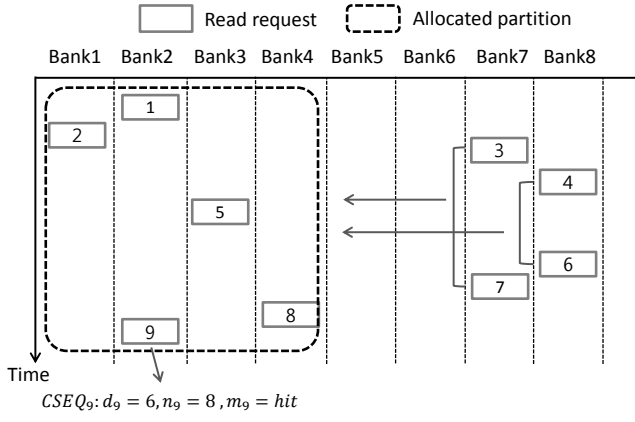 Read request Allocated partition
Bank1 Bank2 Bank3 Bank4 Bank5 Bank6 Bank7 Bank8
1
2
3
4
5
6
7
8
9
Time
CSEQ₉: d₉ = 6, n₉ = 8 , m₉ = hit